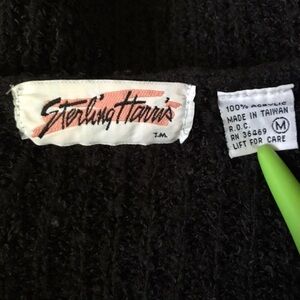 Sterling Harris
T.M.
100% ACRYLIC
MADE IN TAIWAN
R.O.C.
RN 36469 M
LIFT FOR CARE